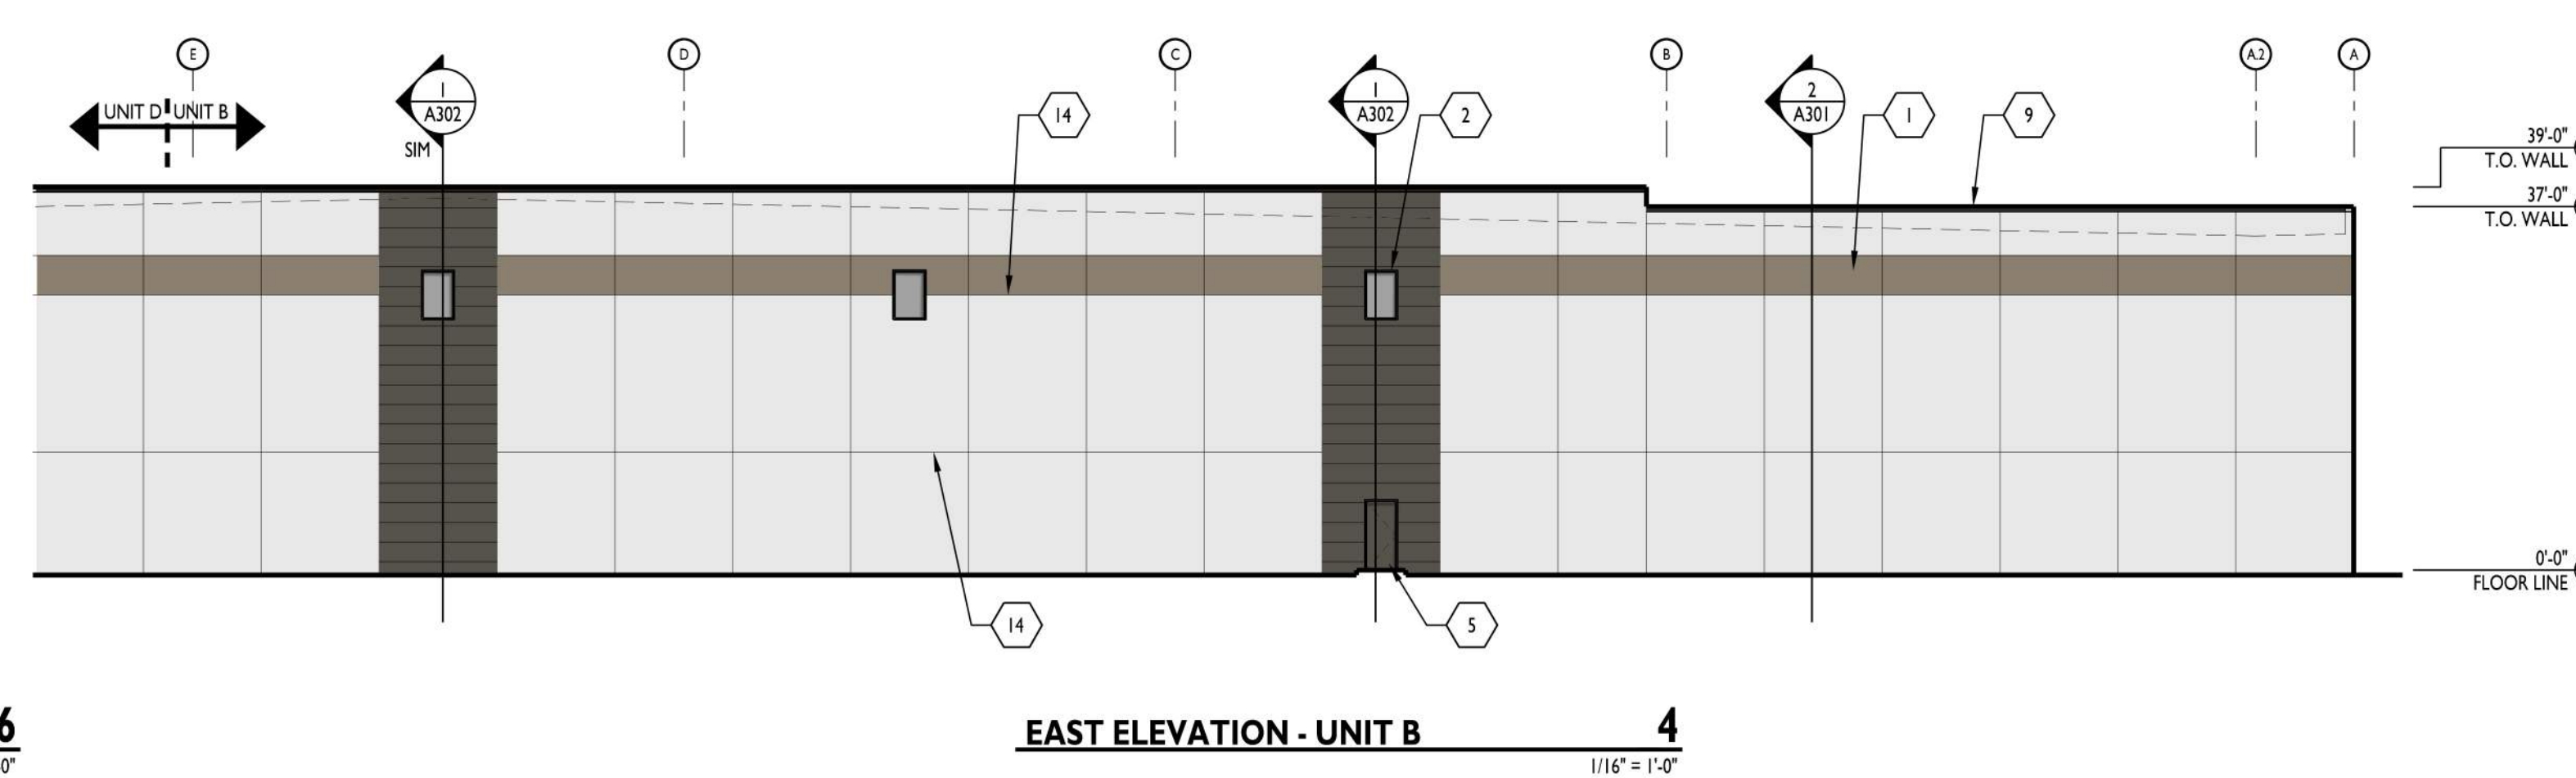 E
D
C
B
A.2
A
UNIT D UNIT B
1
A302
SIM
14
1
A302
2
2
A301
1
9
39'-0"
T.O. WALL
37'-0"
T.O. WALL
0'-0"
FLOOR LINE
14
5
6
0"
EAST ELEVATION - UNIT B 4
1/16" = 1'-0"